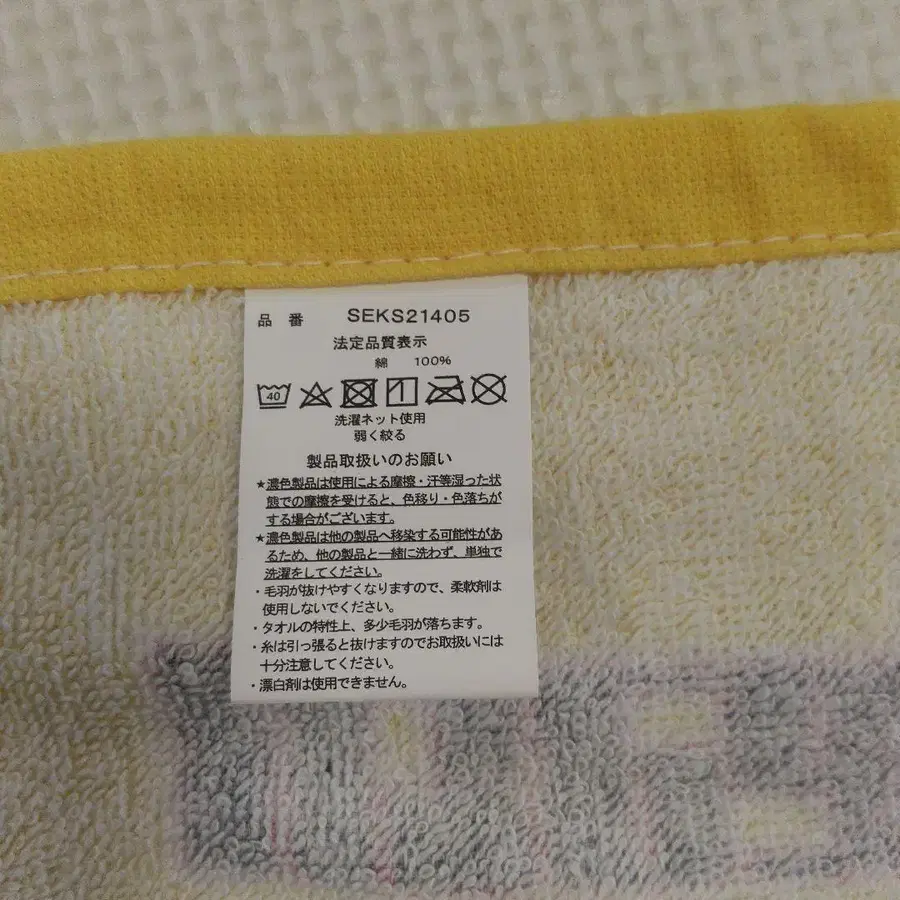 品番 SEKS21405
法定品質表示
綿 100%
40
洗濯ネット使用
弱く絞る
製品取扱いのお願い
★濃色製品は使用による摩擦・汗等湿った状
態での摩擦を受けると、色移り・色落ちが
する場合がございます。
★濃色製品は他の製品へ移染する可能性があ
るため、他の製品と一緒に洗わず、単独で
洗濯をしてください。
・毛羽が抜けやすくなりますので、柔軟剤は
使用しないでください。
・タオルの特性上、多少毛羽が落ちます。
・糸は引っ張ると抜けますのでお取扱いには
十分注意してください。
・漂白剤は使用できません。